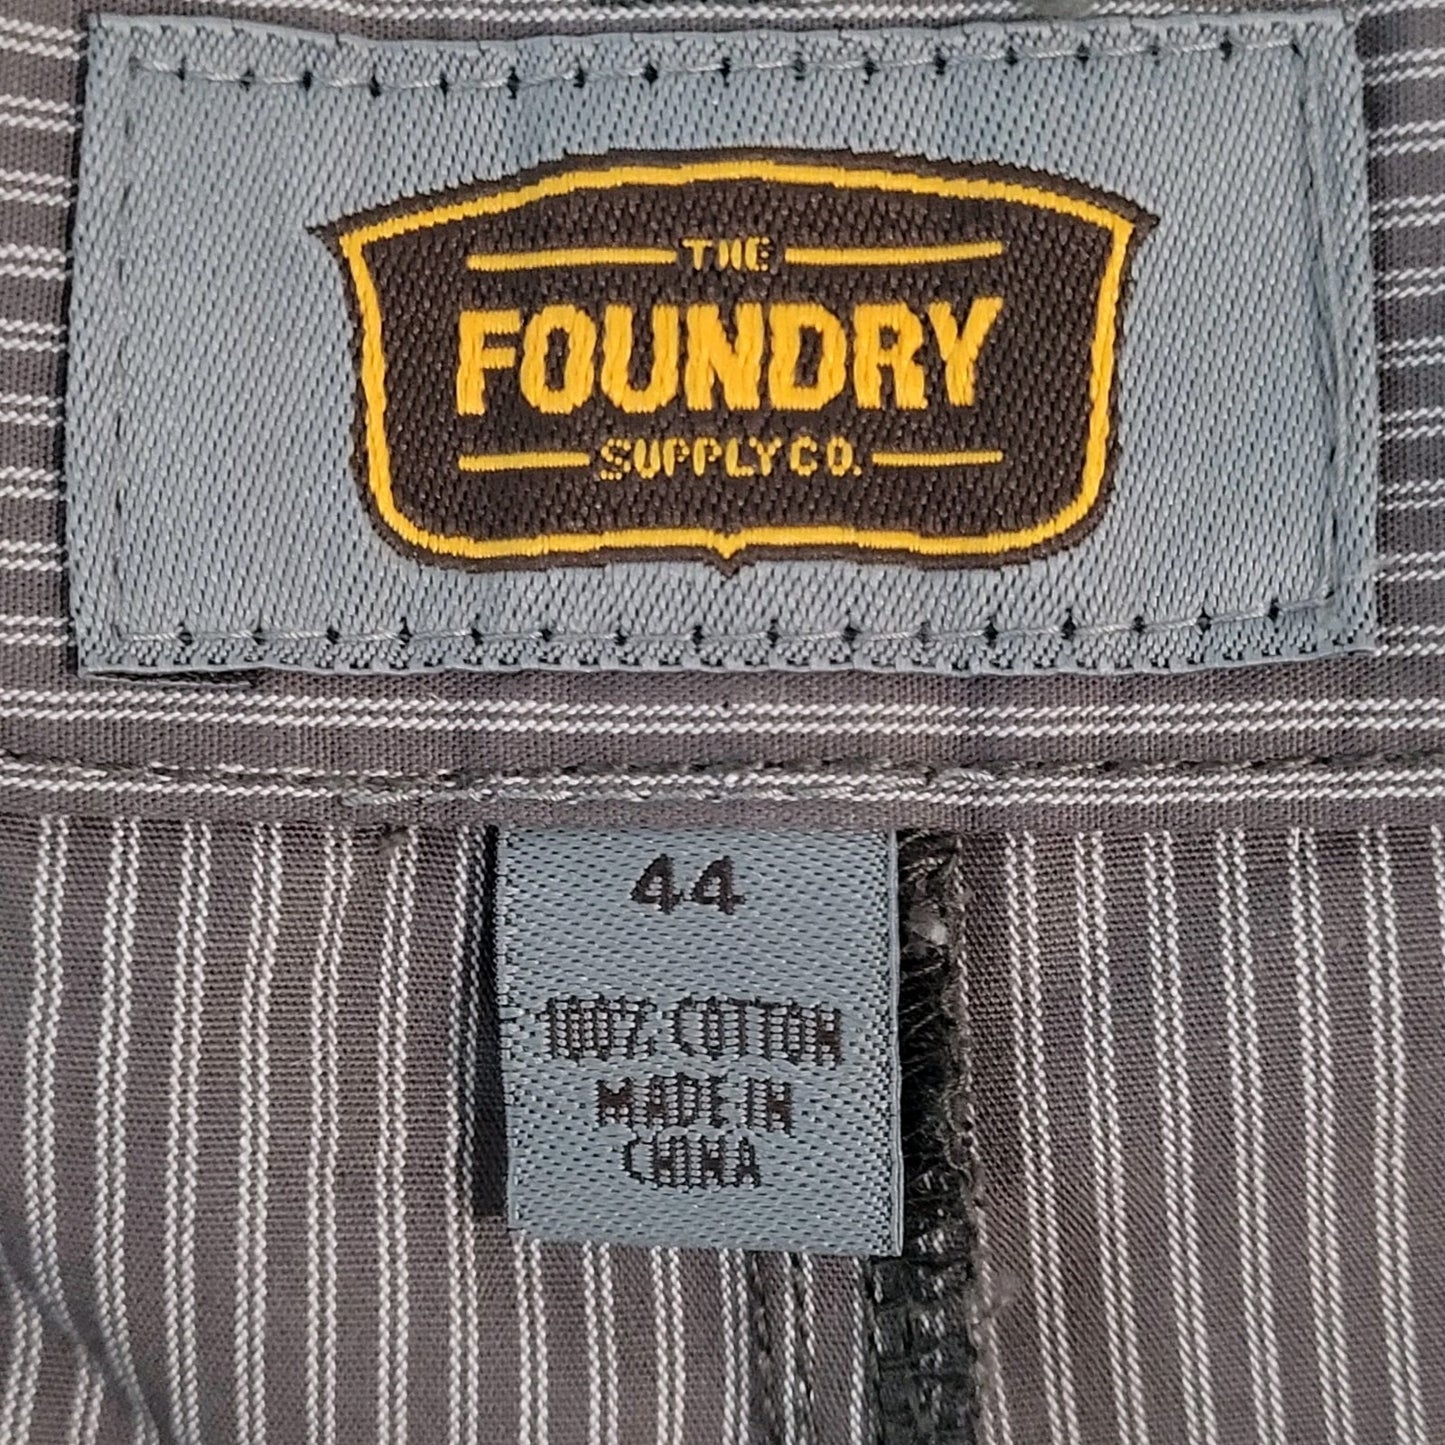 THE
FOUNDRY
SUPPLY CO.
44
100% COTTON
MADE IN
CHINA